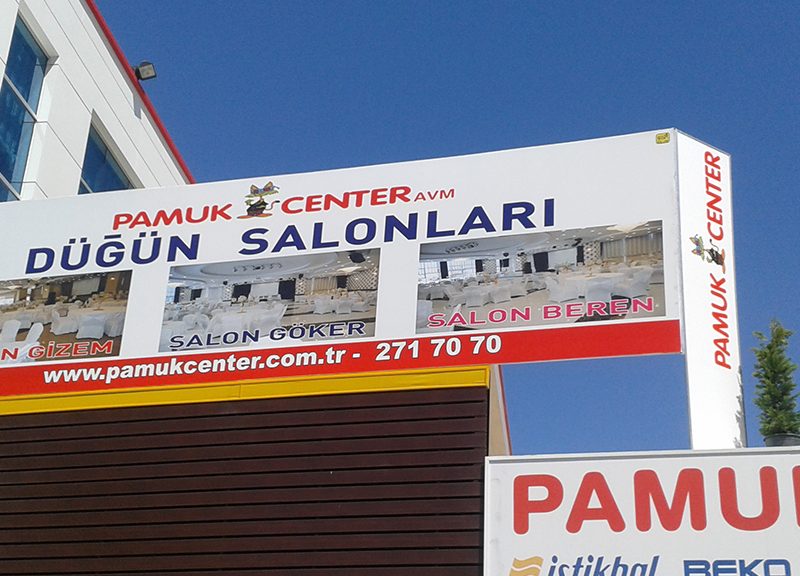 PAMUK CENTER AVM
DÜĞÜN SALONLARI
N GİZEM
SALON GÖKER
SALON BEREN
www.pamukcenter.com.tr - 271 70 70
PAMUK CENTER
PAMU
istikbal BEKO